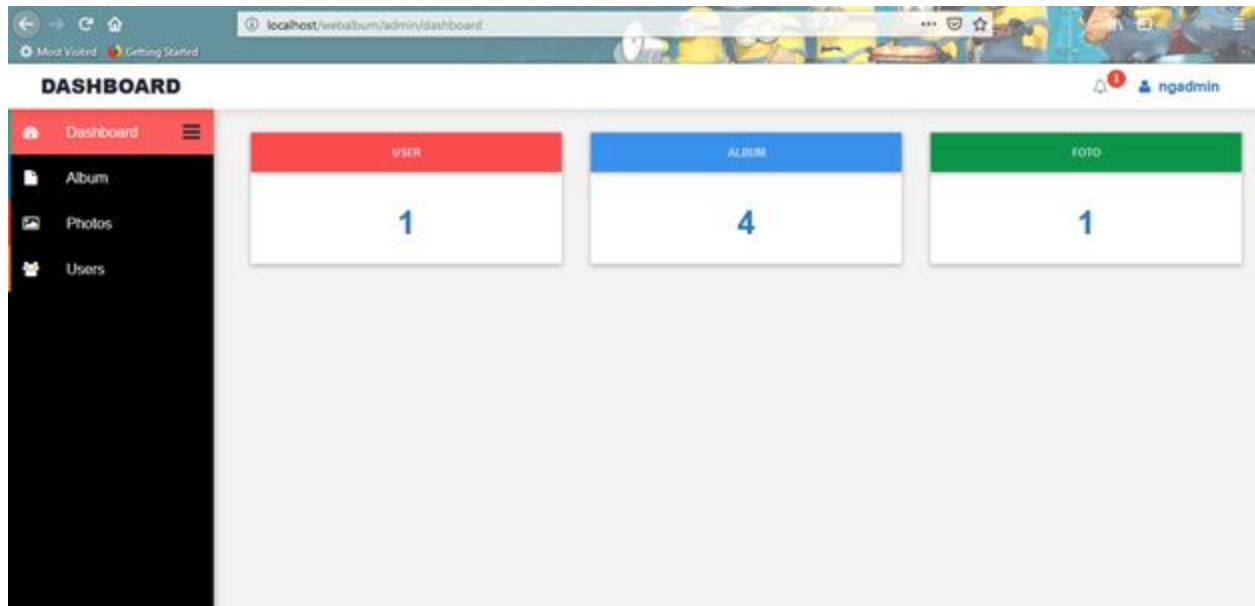 localhost/webalbum/admin/dashboard
Most Visited Getting Started
DASHBOARD
1
ngadmin
Dashboard
Album
Photos
Users
USER
1
ALBUM
4
FOTO
1